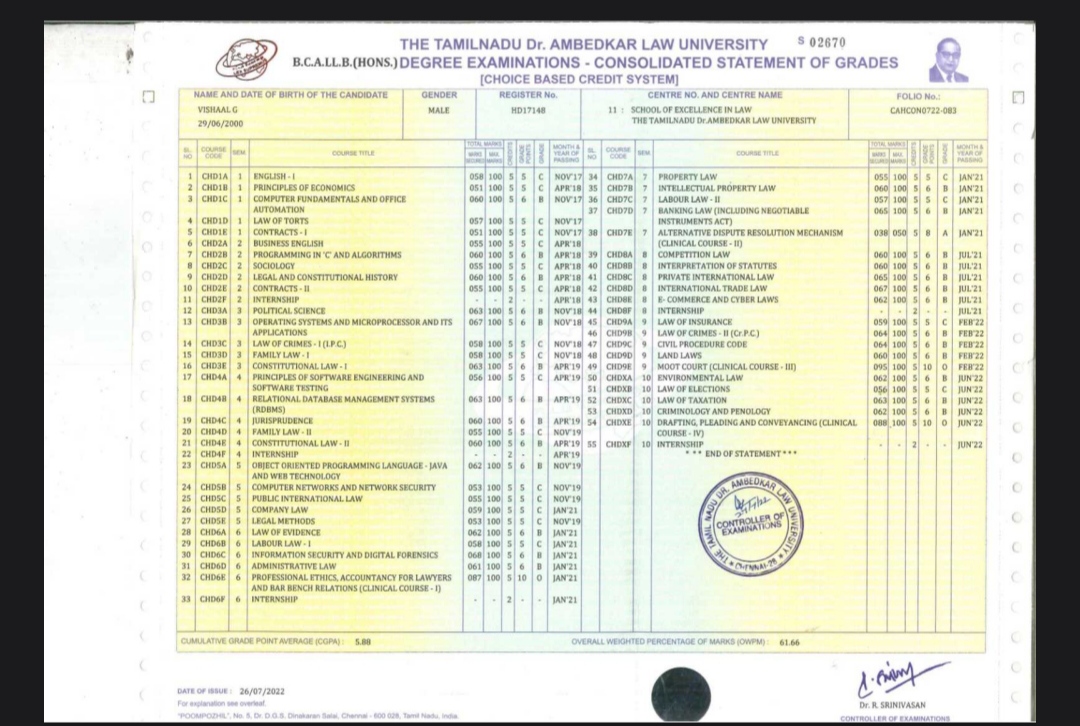 THE TAMILNADU Dr. AMBEDKAR LAW UNIVERSITY
S 02670
B.C.A.LL.B.(HONS.) DEGREE EXAMINATIONS - CONSOLIDATED STATEMENT OF GRADES
[CHOICE BASED CREDIT SYSTEM]
NAME AND DATE OF BIRTH OF THE CANDIDATE GENDER REGISTER No. CENTRE NO. AND CENTRE NAME FOLIO No.:
VISHAAL G MALE HD17148 11 : SCHOOL OF EXCELLENCE IN LAW CAHCON0722-083
29/06/2000 THE TAMILNADU Dr.AMBEDKAR LAW UNIVERSITY
SL. NO COURSE CODE SEM. COURSE TITLE TOTAL MARKS MARKS SECURED MAX. MARKS CREDITS GRADE POINTS GRADE MONTH & YEAR OF PASSING
1 CHD1A 1 ENGLISH - I 058 100 5 5 C NOV'17
2 CHD1B 1 PRINCIPLES OF ECONOMICS 051 100 5 5 C APR'18
3 CHD1C 1 COMPUTER FUNDAMENTALS AND OFFICE 060 100 5 6 B NOV'17
AUTOMATION
4 CHD1D 1 LAW OF TORTS 057 100 5 5 C NOV'17
5 CHD1E 1 CONTRACTS - I 051 100 5 5 C NOV'17
6 CHD2A 2 BUSINESS ENGLISH 055 100 5 5 C APR'18
7 CHD2B 2 PROGRAMMING IN 'C' AND ALGORITHMS 060 100 5 6 B APR'18
8 CHD2C 2 SOCIOLOGY 055 100 5 5 C APR'18
9 CHD2D 2 LEGAL AND CONSTITUTIONAL HISTORY 060 100 5 6 B APR'18
10 CHD2E 2 CONTRACTS - II 055 100 5 5 C APR'18
11 CHD2F 2 INTERNSHIP - - 2 - - APR'18
12 CHD3A 3 POLITICAL SCIENCE 063 100 5 6 B NOV'18
13 CHD3B 3 OPERATING SYSTEMS AND MICROPROCESSOR AND ITS 067 100 5 6 B NOV'18
APPLICATIONS
14 CHD3C 3 LAW OF CRIMES - I (I.P.C.) 058 100 5 5 C NOV'18
15 CHD3D 3 FAMILY LAW - I 058 100 5 5 C NOV'18
16 CHD3E 3 CONSTITUTIONAL LAW - I 063 100 5 6 B APR'19
17 CHD4A 4 PRINCIPLES OF SOFTWARE ENGINEERING AND 056 100 5 5 C APR'19
SOFTWARE TESTING
18 CHD4B 4 RELATIONAL DATABASE MANAGEMENT SYSTEMS 063 100 5 6 B APR'19
(RDBMS)
19 CHD4C 4 JURISPRUDENCE 060 100 5 6 B APR'19
20 CHD4D 4 FAMILY LAW - II 055 100 5 5 C NOV'19
21 CHD4E 4 CONSTITUTIONAL LAW - II 060 100 5 6 B APR'19
22 CHD4F 4 INTERNSHIP - - 2 - - APR'19
23 CHD5A 5 OBJECT ORIENTED PROGRAMMING LANGUAGE - JAVA 062 100 5 6 B NOV'19
AND WEB TECHNOLOGY
24 CHD5B 5 COMPUTER NETWORKS AND NETWORK SECURITY 053 100 5 5 C NOV'19
25 CHD5C 5 PUBLIC INTERNATIONAL LAW 055 100 5 5 C NOV'19
26 CHD5D 5 COMPANY LAW 059 100 5 5 C JAN'21
27 CHD5E 5 LEGAL METHODS 053 100 5 5 C NOV'19
28 CHD6A 6 LAW OF EVIDENCE 062 100 5 6 B JAN'21
29 CHD6B 6 LABOUR LAW - I 058 100 5 5 C JAN'21
30 CHD6C 6 INFORMATION SECURITY AND DIGITAL FORENSICS 068 100 5 6 B JAN'21
31 CHD6D 6 ADMINISTRATIVE LAW 061 100 5 6 B JAN'21
32 CHD6E 6 PROFESSIONAL ETHICS, ACCOUNTANCY FOR LAWYERS 087 100 5 10 O JAN'21
AND BAR BENCH RELATIONS (CLINICAL COURSE - I)
33 CHD6F 6 INTERNSHIP - - 2 - - JAN'21
SL. NO COURSE CODE SEM. COURSE TITLE TOTAL MARKS MARKS SECURED MAX. MARKS CREDITS GRADE POINTS GRADE MONTH & YEAR OF PASSING
34 CHD7A 7 PROPERTY LAW 055 100 5 5 C JAN'21
35 CHD7B 7 INTELLECTUAL PROPERTY LAW 060 100 5 6 B JAN'21
36 CHD7C 7 LABOUR LAW - II 057 100 5 5 C JAN'21
37 CHD7D 7 BANKING LAW (INCLUDING NEGOTIABLE 065 100 5 6 B JAN'21
INSTRUMENTS ACT)
38 CHD7E 7 ALTERNATIVE DISPUTE RESOLUTION MECHANISM 038 050 5 8 A JAN'21
(CLINICAL COURSE - II)
39 CHD8A 8 COMPETITION LAW 060 100 5 6 B JUL'21
40 CHD8B 8 INTERPRETATION OF STATUTES 060 100 5 6 B JUL'21
41 CHD8C 8 PRIVATE INTERNATIONAL LAW 065 100 5 6 B JUL'21
42 CHD8D 8 INTERNATIONAL TRADE LAW 067 100 5 6 B JUL'21
43 CHD8E 8 E- COMMERCE AND CYBER LAWS 062 100 5 6 B JUL'21
44 CHD8F 8 INTERNSHIP - - 2 - - JUL'21
45 CHD9A 9 LAW OF INSURANCE 059 100 5 5 C FEB'22
46 CHD9B 9 LAW OF CRIMES - II (Cr.P.C.) 064 100 5 6 B FEB'22
47 CHD9C 9 CIVIL PROCEDURE CODE 064 100 5 6 B FEB'22
48 CHD9D 9 LAND LAWS 060 100 5 6 B FEB'22
49 CHD9E 9 MOOT COURT (CLINICAL COURSE - III) 095 100 5 10 O FEB'22
50 CHDXA 10 ENVIRONMENTAL LAW 062 100 5 6 B JUN'22
51 CHDXB 10 LAW OF ELECTIONS 056 100 5 5 C JUN'22
52 CHDXC 10 LAW OF TAXATION 063 100 5 6 B JUN'22
53 CHDXD 10 CRIMINOLOGY AND PENOLOGY 062 100 5 6 B JUN'22
54 CHDXE 10 DRAFTING, PLEADING AND CONVEYANCING (CLINICAL 088 100 5 10 O JUN'22
COURSE - IV)
55 CHDXF 10 INTERNSHIP - - 2 - - JUN'22
* * * END OF STATEMENT * * *
THE TAMIL NADU DR. AMBEDKAR LAW UNIVERSITY
CONTROLLER OF
EXAMINATIONS
* CHENNAI-28 *
CUMULATIVE GRADE POINT AVERAGE (CGPA) : 5.88 OVERALL WEIGHTED PERCENTAGE OF MARKS (OWPM) : 61.66
DATE OF ISSUE : 26/07/2022
For explanation see overleaf.
"POOMPOZHIL", No. 5, Dr. D.G.S. Dinakaran Salai, Chennai - 600 028, Tamil Nadu, India.
Dr. R. SRINIVASAN
CONTROLLER OF EXAMINATIONS